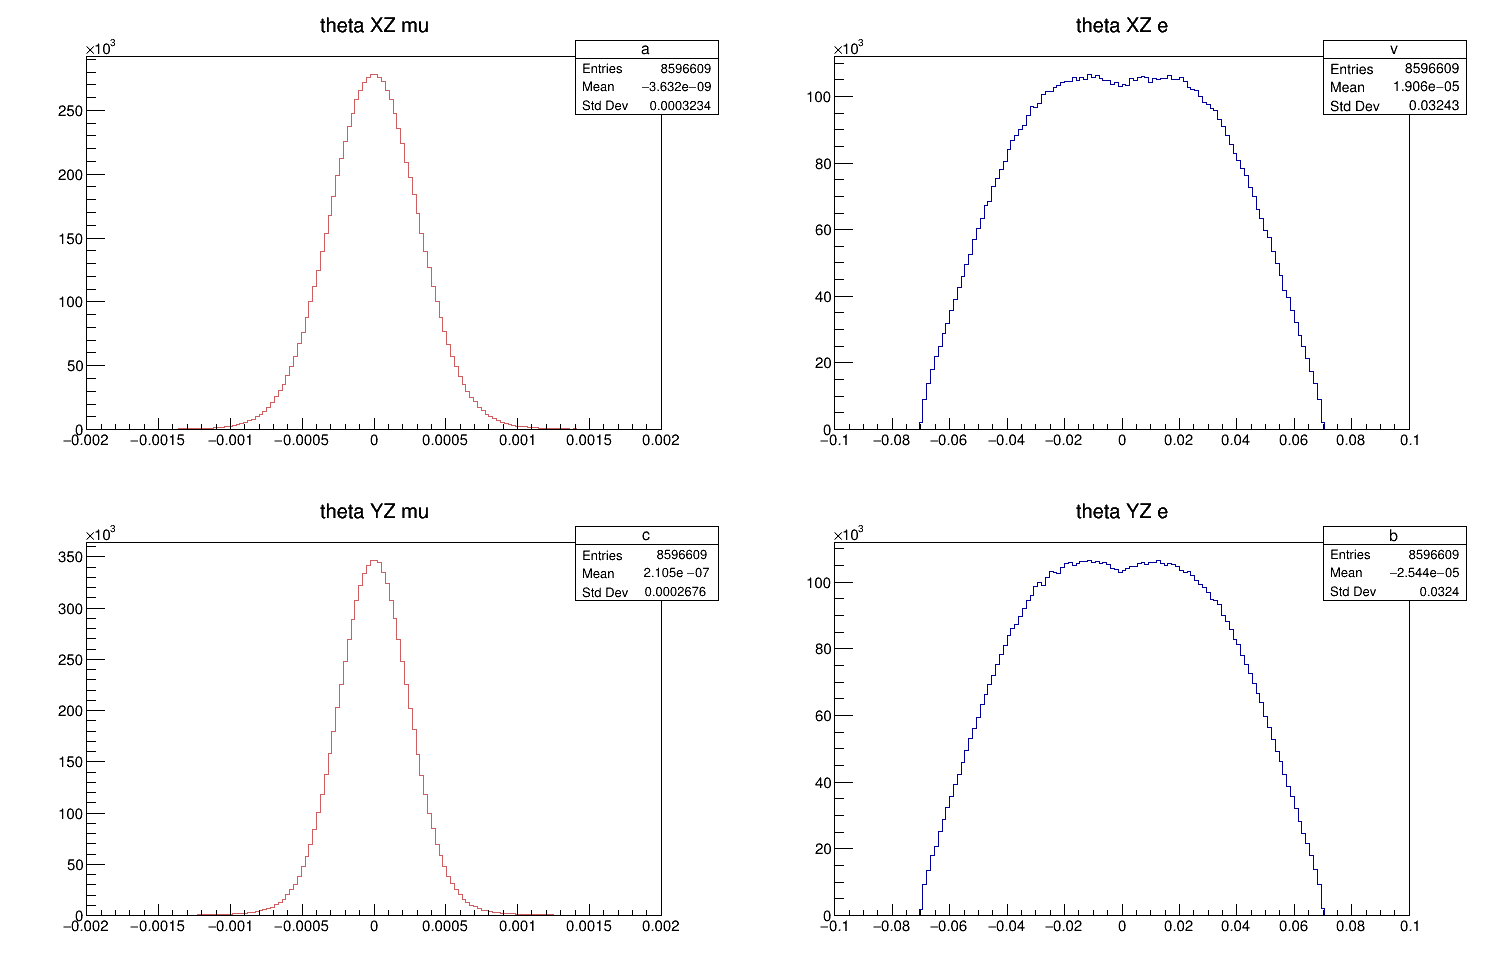 theta XZ mu
×10³
a
Entries 8596609
Mean −3.632e−09
Std Dev 0.0003234
250
200
150
100
50
0
−0.002 −0.0015 −0.001 −0.0005 0 0.0005 0.001 0.0015 0.002
theta XZ e
×10³
v
Entries 8596609
Mean 1.906e−05
Std Dev 0.03243
100
80
60
40
20
0
−0.1 −0.08 −0.06 −0.04 −0.02 0 0.02 0.04 0.06 0.08 0.1
theta YZ mu
×10³
c
Entries 8596609
Mean 2.105e −07
Std Dev 0.0002676
350
300
250
200
150
100
50
0
−0.002 −0.0015 −0.001 −0.0005 0 0.0005 0.001 0.0015 0.002
theta YZ e
×10³
b
Entries 8596609
Mean −2.544e−05
Std Dev 0.0324
100
80
60
40
20
0
−0.1 −0.08 −0.06 −0.04 −0.02 0 0.02 0.04 0.06 0.08 0.1